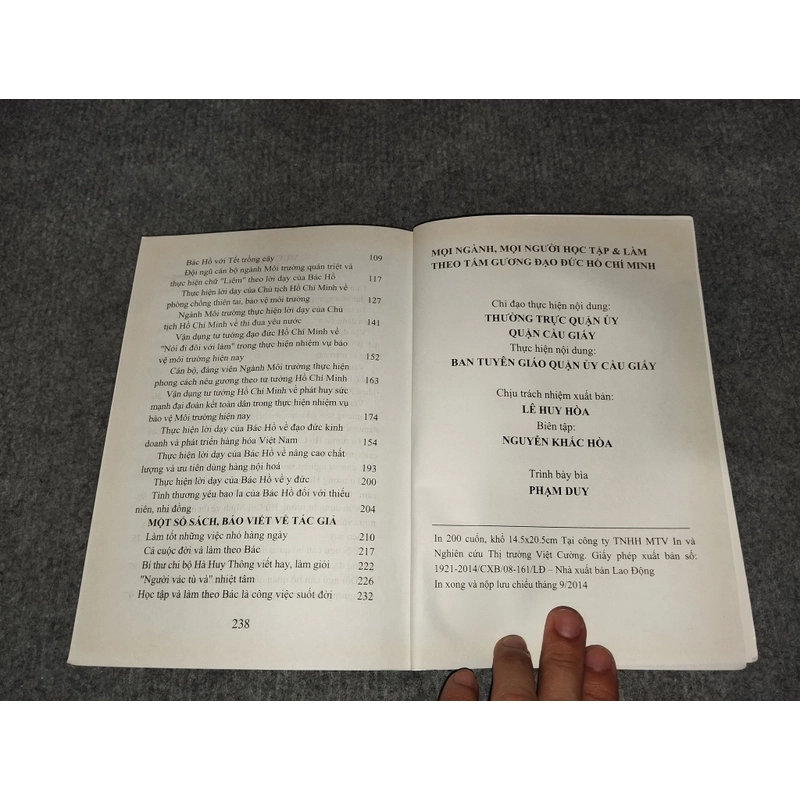 Bác Hồ với Tết trồng cây 109
Đội ngũ cán bộ ngành Môi trường quán triệt và
thực hiện chữ "Liêm" theo lời dạy của Bác Hồ 117
Thực hiện lời dạy của Chủ tịch Hồ Chí Minh về
phòng chống thiên tai, bảo vệ môi trường 127
Ngành Môi trường thực hiện lời dạy của Chủ
tịch Hồ Chí Minh về thi đua yêu nước 141
Vận dụng tư tưởng đạo đức Hồ Chí Minh về
"Nói đi đôi với làm" trong thực hiện nhiệm vụ bảo
vệ môi trường hiện nay 152
Cán bộ, đảng viên Ngành Môi trường thực hiện
phong cách nêu gương theo tư tưởng Hồ Chí Minh 163
Vận dụng tư tưởng Hồ Chí Minh về phát huy sức
mạnh đại đoàn kết toàn dân trong thực hiện nhiệm vụ
bảo vệ Môi trường hiện nay 174
Thực hiện lời dạy của Bác Hồ về đạo đức kinh
doanh và phát triển hàng hóa Việt Nam 154
Thực hiện lời dạy của Bác Hồ về nâng cao chất
lượng và ưu tiên dùng hàng nội hoá 193
Thực hiện lời dạy của Bác Hồ về y đức 200
Tình thương yêu bao la của Bác Hồ đối với thiếu
niên, nhi đồng 204
MỘT SỐ SÁCH, BÁO VIẾT VỀ TÁC GIẢ
Làm tốt những việc nhỏ hàng ngày 210
Cả cuộc đời và làm theo Bác 217
Bí thư chi bộ Hà Huy Thông viết hay, làm giỏi 222
"Người vác tù và" nhiệt tâm 226
Học tập và làm theo Bác là công việc suốt đời 232
238
MỌI NGÀNH, MỌI NGƯỜI HỌC TẬP & LÀM
THEO TẤM GƯƠNG ĐẠO ĐỨC HỒ CHÍ MINH
Chỉ đạo thực hiện nội dung:
THƯỜNG TRỰC QUẬN ỦY
QUẬN CẦU GIẤY
Thực hiện nội dung:
BAN TUYÊN GIÁO QUẬN ỦY CẦU GIẤY
Chịu trách nhiệm xuất bản:
LÊ HUY HÒA
Biên tập:
NGUYỄN KHẮC HÒA
Trình bày bìa
PHẠM DUY
In 200 cuốn, khổ 14.5x20.5cm Tại công ty TNHH MTV In và
Nghiên cứu Thị trường Việt Cường. Giấy phép xuất bản số:
1921-2014/CXB/08-161/LĐ – Nhà xuất bản Lao Động
In xong và nộp lưu chiểu tháng 9/2014